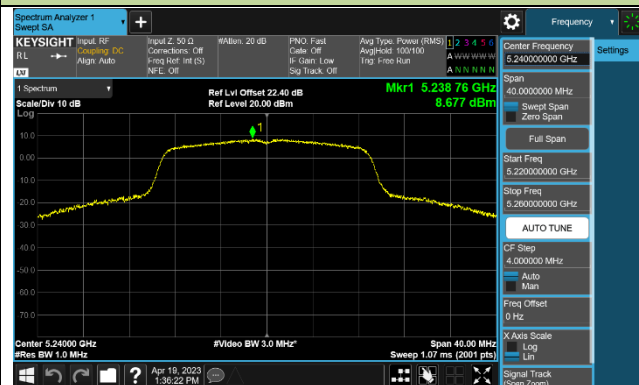 Spectrum Analyzer 1
Swept SA
Frequency
KEYSIGHT
RL
LXI
Input: RF
Coupling: DC
Align: Auto
Input Z: 50 Ω
Corrections: Off
Freq Ref: Int (S)
NFE: Off
#Atten: 20 dB
PNO: Fast
Gate: Off
IF Gain: Low
Sig Track: Off
Avg Type: Power (RMS)
Avg|Hold: 100/100
Trig: Free Run
1 2 3 4 5 6
A W W W W W
A N N N N N
1 Spectrum
Scale/Div 10 dB
Log
Ref Lvl Offset 22.40 dB
Ref Level 20.00 dBm
Mkr1 5.238 76 GHz
8.677 dBm
1
10.0
0.00
-10.0
-20.0
-30.0
-40.0
-50.0
-60.0
-70.0
Center 5.24000 GHz
#Res BW 1.0 MHz
#Video BW 3.0 MHz*
Span 40.00 MHz
Sweep 1.07 ms (2001 pts)
Apr 19, 2023
1:36:22 PM
Center Frequency
5.240000000 GHz
Span
40.0000000 MHz
Swept Span
Zero Span
Full Span
Start Freq
5.220000000 GHz
Stop Freq
5.260000000 GHz
AUTO TUNE
CF Step
4.000000 MHz
Auto
Man
Freq Offset
0 Hz
X Axis Scale
Log
Lin
Signal Track
(Span Zoom)
Settings